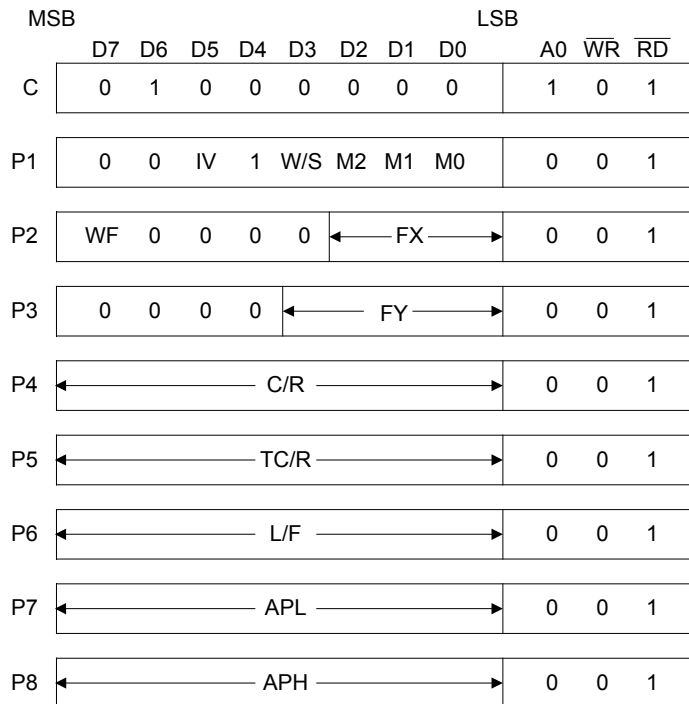 MSB LSB
D7 D6 D5 D4 D3 D2 D1 D0 A0 W̅R̅ R̅D̅
C 0 1 0 0 0 0 0 0 1 0 1
P1 0 0 IV 1 W/S M2 M1 M0 0 0 1
P2 WF 0 0 0 0 FX 0 0 1
P3 0 0 0 0 FY 0 0 1
P4 C/R 0 0 1
P5 TC/R 0 0 1
P6 L/F 0 0 1
P7 APL 0 0 1
P8 APH 0 0 1